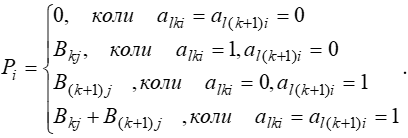 0, коли a_{lki} = a_{l(k+1)i} = 0
B_{kj}, коли a_{lki} = 1, a_{l(k+1)i} = 0
P_i = {
B_{(k+1)j} ,коли a_{lki} = 0, a_{l(k+1)i} = 1 .
B_{kj} + B_{(k+1)j} ,коли a_{lki} = a_{l(k+1)i} = 1